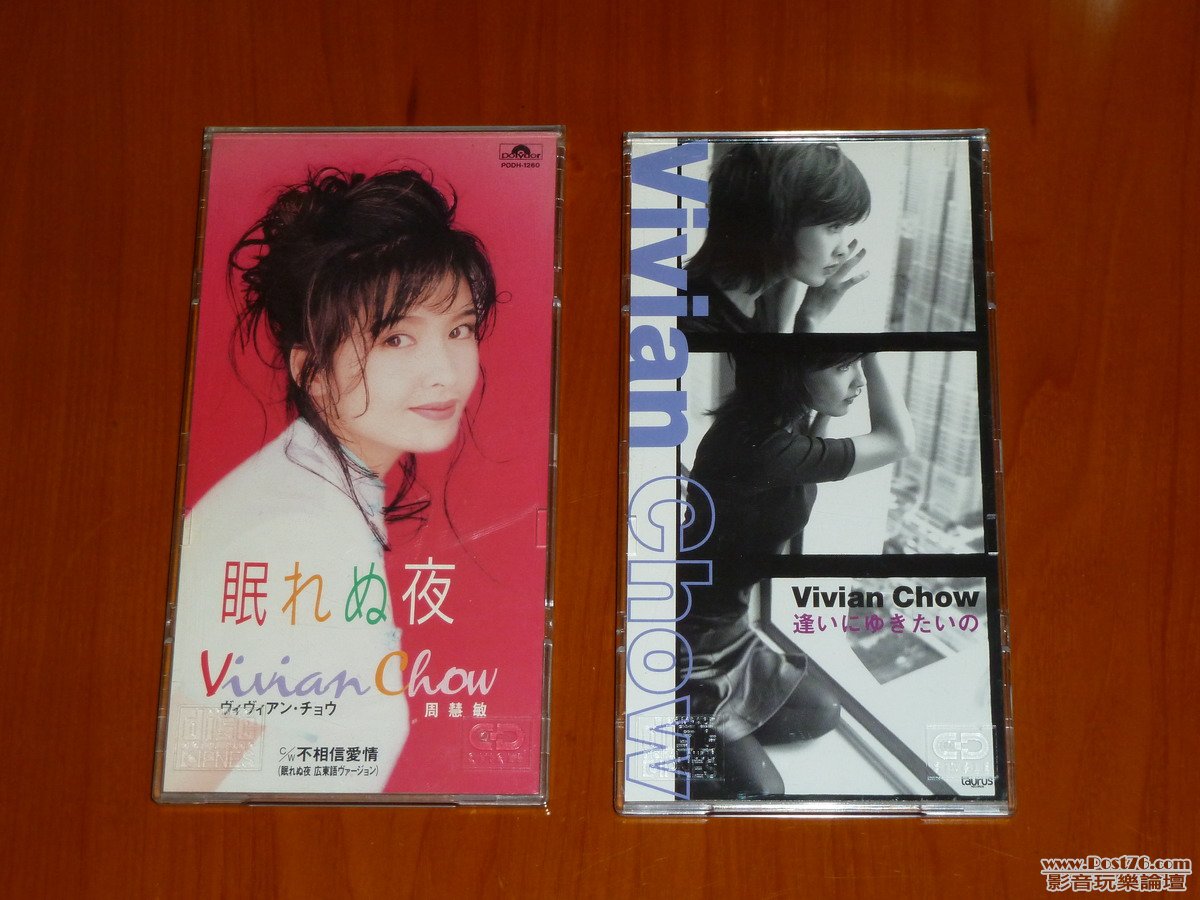 Polydor
PODH-1260
眠れぬ夜
Vivian Chow
ヴィヴィアン・チョウ
周慧敏
C/W 不相信愛情
(眠れぬ夜 広東語ヴァージョン)
Vivian Chow
Vivian Chow
逢いにゆきたいの
taurus
www.Post76.com
影音玩樂論壇